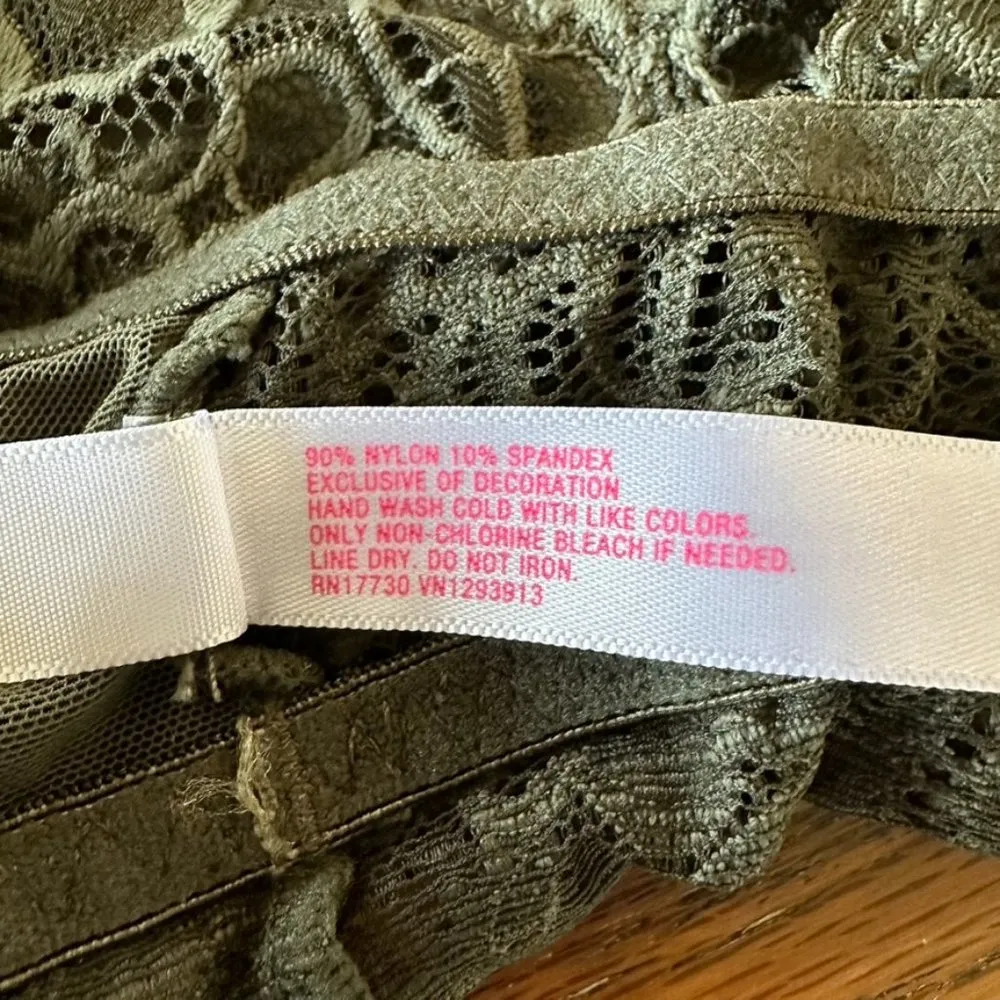 90% NYLON 10% SPANDEX
EXCLUSIVE OF DECORATION
HAND WASH COLD WITH LIKE COLORS.
ONLY NON-CHLORINE BLEACH IF NEEDED.
LINE DRY. DO NOT IRON.
RN17730 VN1293913